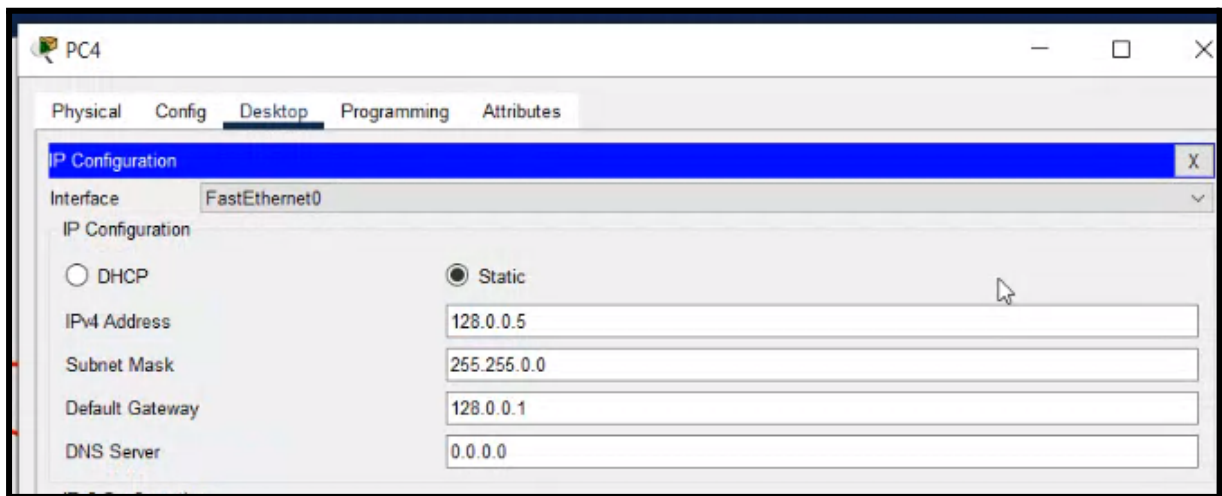 PC4
Physical Config Desktop Programming Attributes
IP Configuration X
Interface FastEthernet0
IP Configuration
DHCP Static
IPv4 Address 128.0.0.5
Subnet Mask 255.255.0.0
Default Gateway 128.0.0.1
DNS Server 0.0.0.0